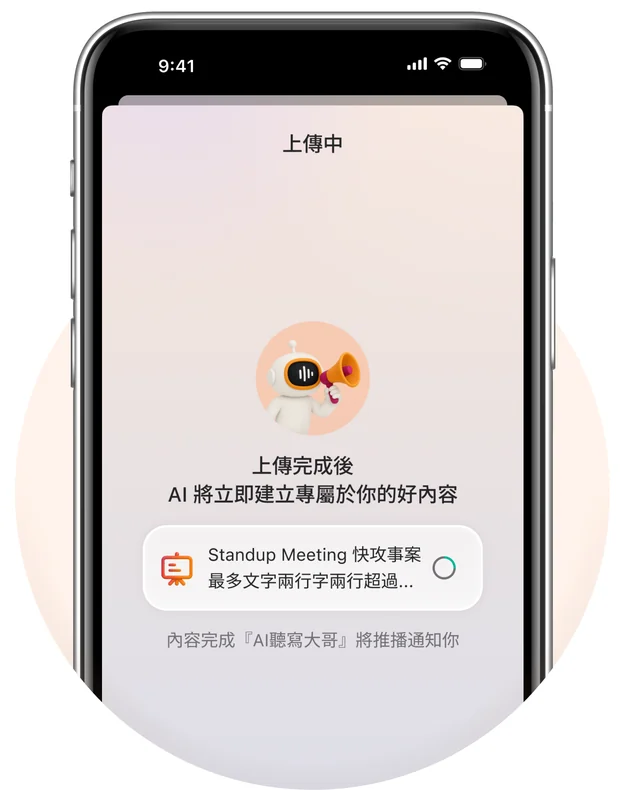 9:41
上傳中
上傳完成後
AI 將立即建立專屬於你的好內容
Standup Meeting 快攻事案
最多文字兩行字兩行超過...
內容完成『AI聽寫大哥』將推播通知你